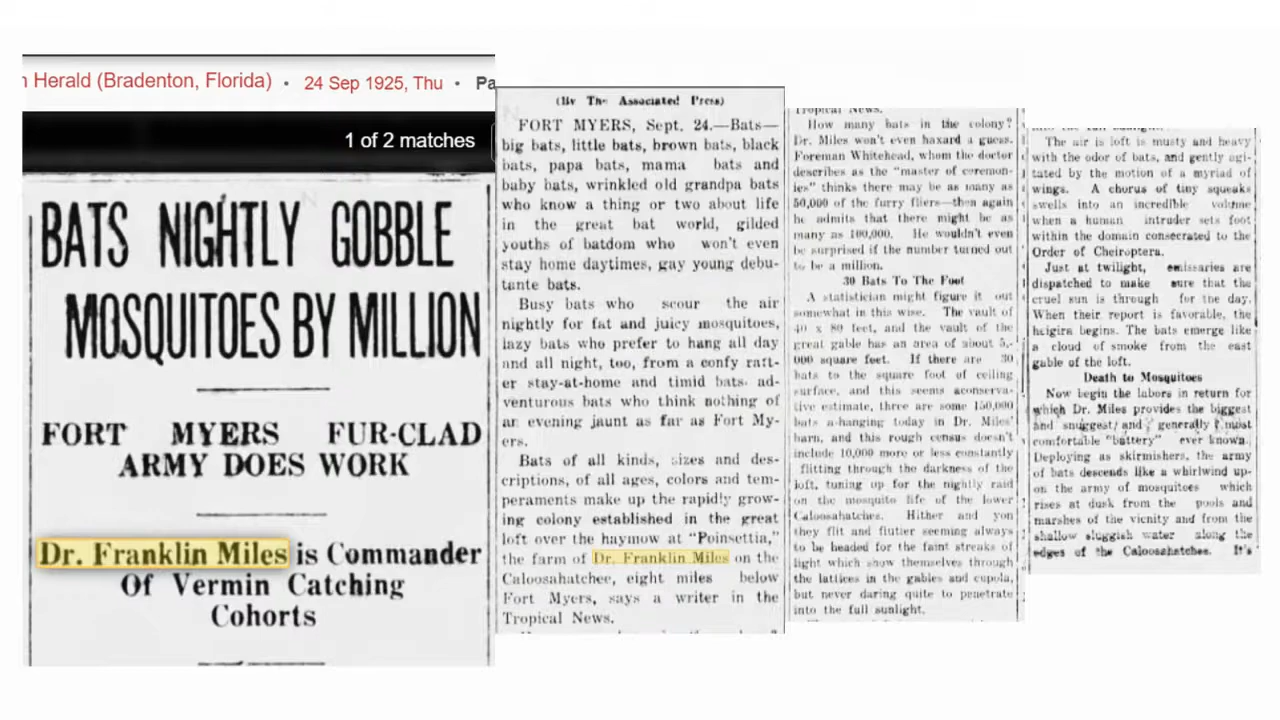 n Herald (Bradenton, Florida) · 24 Sep 1925, Thu · Pa
1 of 2 matches
BATS NIGHTLY GOBBLE
MOSQUITOES BY MILLION
FORT MYERS FUR-CLAD
ARMY DOES WORK
Dr. Franklin Miles is Commander
Of Vermin Catching
Cohorts
(By The Associated Press)
FORT MYERS, Sept. 24.—Bats—
big bats, little bats, brown bats, black
bats, papa bats, mama bats and
baby bats, wrinkled old grandpa bats
who know a thing or two about life
in the great bat world, gilded
youths of batdom who won't even
stay home daytimes, gay young debu-
tante bats.
Busy bats who scour the air
nightly for fat and juicy mosquitoes,
lazy bats who prefer to hang all day
and all night, too, from a comfy raft-
er stay-at-home and timid bats, ad-
venturous bats who think nothing of
an evening jaunt as far as Fort My-
ers.
Bats of all kinds, sizes and des-
criptions, of all ages, colors and tem-
peraments make up the rapidly grow-
ing colony established in the great
loft over the haymow at "Poinsettia,"
the farm of Dr. Franklin Miles on the
Caloosahatchee, eight miles below
Fort Myers, says a writer in the
Tropical News.
Tropical News.
How many bats in the colony?
Dr. Miles won't even haxard a guess.
Foreman Whitehead, whom the doctor
describes as the "master of ceremon-
ies" thinks there may be as many as
50,000 of the furry fliers—then again
he admits that there might be as
many as 100,000. He wouldn't even
be surprised if the number turned out
to be a million.
30 Bats To The Foot
A statistician might figure it out
somewhat in this wise. The vault of
40 x 80 feet, and the vault of the
great gable has an area of about 5,-
000 square feet. If there are 30
bats to the square foot of ceiling
surface, and this seems aconserva-
tive estimate, three are some 150,000
bats a-hanging today in Dr. Miles'
barn, and this rough census doesn't
include 10,000 more or less constantly
flitting through the darkness of the
loft, tuning up for the nightly raid
on the mosquito life of the lower
Caloosahatchee. Hither and yon
they flit and flutter seeming always
to be headed for the faint streaks of
light which show themselves through
the lattices in the gables and cupola,
but never daring quite to penetrate
into the full sunlight.
The air is loft is musty and heavy
with the odor of bats, and gently agi-
tated by the motion of a myriad of
wings. A chorus of tiny squeaks
swells into an incredible volume
when a human intruder sets foot
within the domain consecrated to the
Order of Cheiroptera.
Just at twilight, emissaries are
dispatched to make sure that the
cruel sun is through for the day.
When their report is favorable, the
heigira begins. The bats emerge like
a cloud of smoke from the east
gable of the loft.
Death to Mosquitoes
Now begin the labors in return for
which Dr. Miles provides the biggest
and snuggest and generally most
comfortable "battery" ever known.
Deploying as skirmishers, the army
of bats descends like a whirlwind up-
on the army of mosquitoes which
rises at dusk from the pools and
marshes of the vicinity and from the
shallow sluggish water along the
edges of the Caloosahatchee. It's